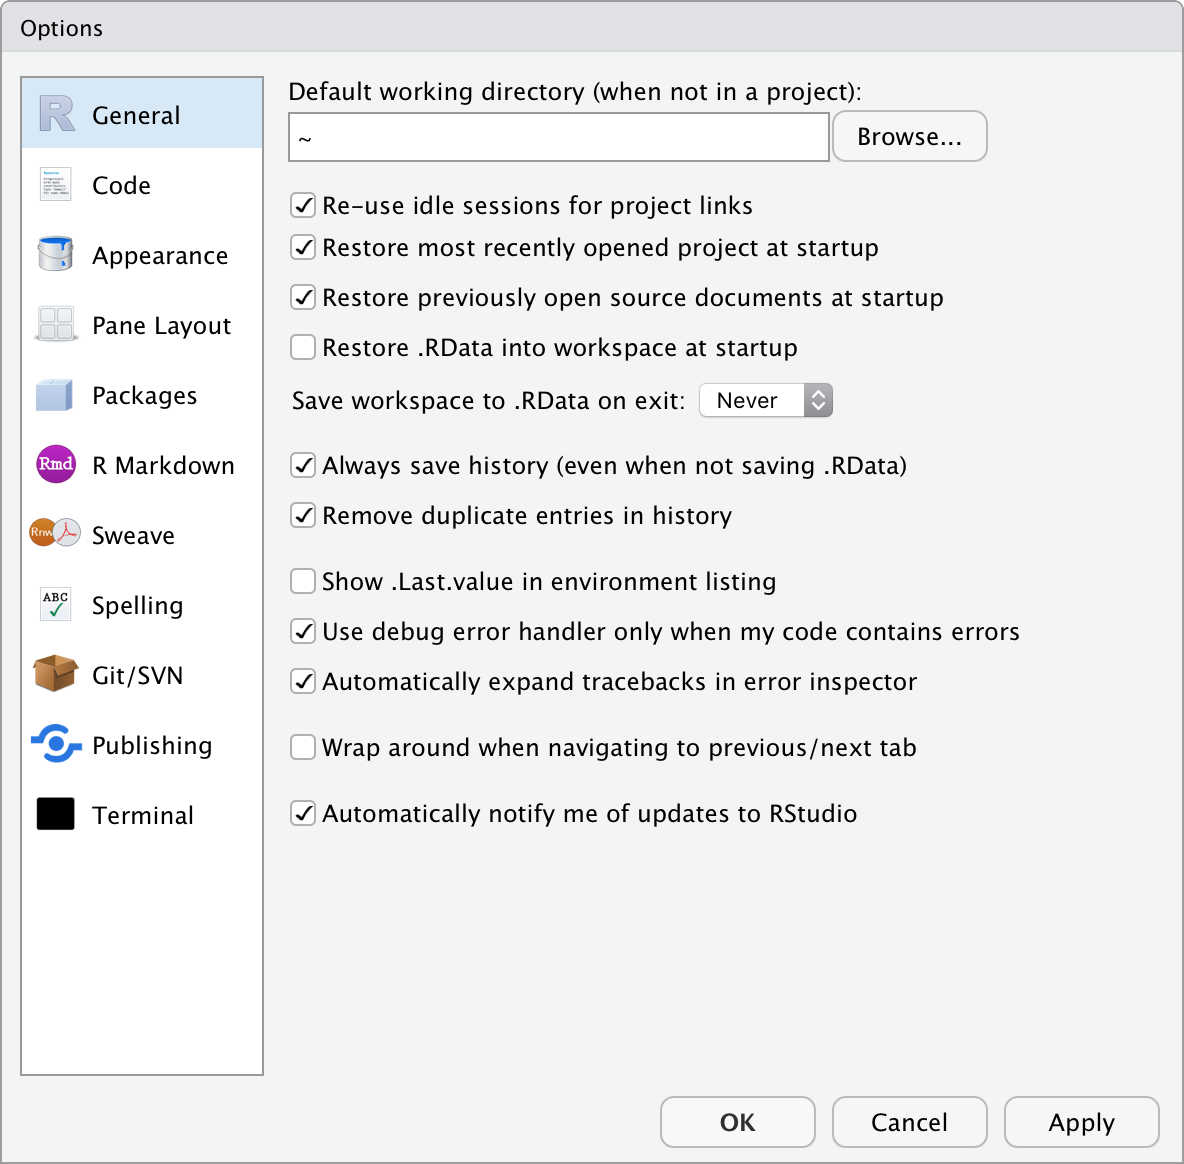 Options
General
Code
Appearance
Pane Layout
Packages
Rmd
R Markdown
Rnw
Sweave
ABC
Spelling
Git/SVN
Publishing
Terminal
Default working directory (when not in a project):
~
Browse...
Re-use idle sessions for project links
Restore most recently opened project at startup
Restore previously open source documents at startup
Restore .RData into workspace at startup
Save workspace to .RData on exit: Never
Always save history (even when not saving .RData)
Remove duplicate entries in history
Show .Last.value in environment listing
Use debug error handler only when my code contains errors
Automatically expand tracebacks in error inspector
Wrap around when navigating to previous/next tab
Automatically notify me of updates to RStudio
OK
Cancel
Apply